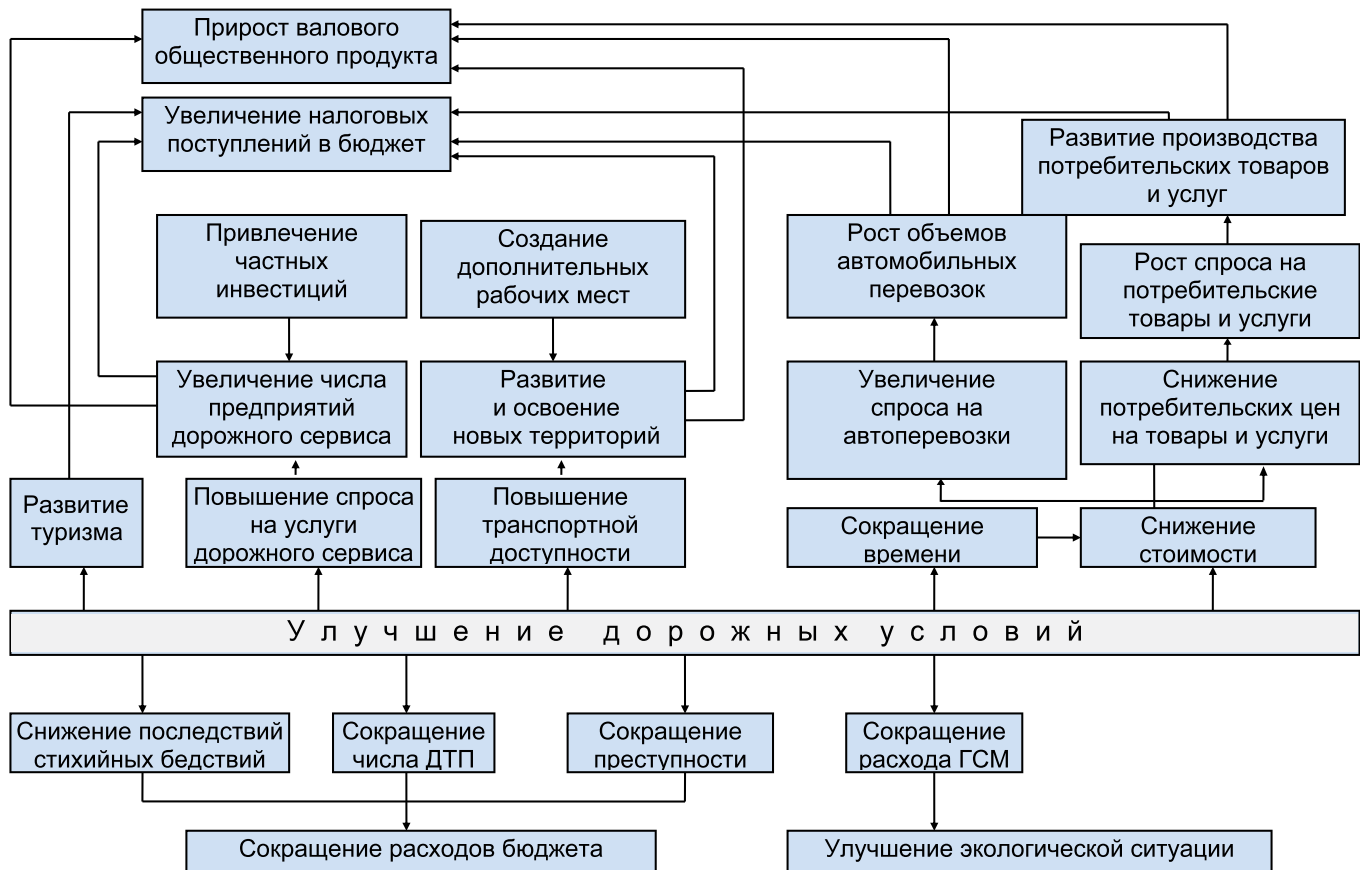 Прирост валового
общественного продукта
Увеличение налоговых
поступлений в бюджет
Развитие производства
потребительских товаров
и услуг
Привлечение
частных
инвестиций
Создание
дополнительных
рабочих мест
Рост объемов
автомобильных
перевозок
Рост спроса на
потребительские
товары и услуги
Увеличение числа
предприятий
дорожного сервиса
Развитие
и освоение
новых территорий
Увеличение
спроса на
автоперевозки
Снижение
потребительских цен
на товары и услуги
Развитие
туризма
Повышение спроса
на услуги
дорожного сервиса
Повышение
транспортной
доступности
Сокращение
времени
Снижение
стоимости
Улучшение дорожных условий
Снижение последствий
стихийных бедствий
Сокращение
числа ДТП
Сокращение
преступности
Сокращение
расхода ГСМ
Сокращение расходов бюджета
Улучшение экологической ситуации